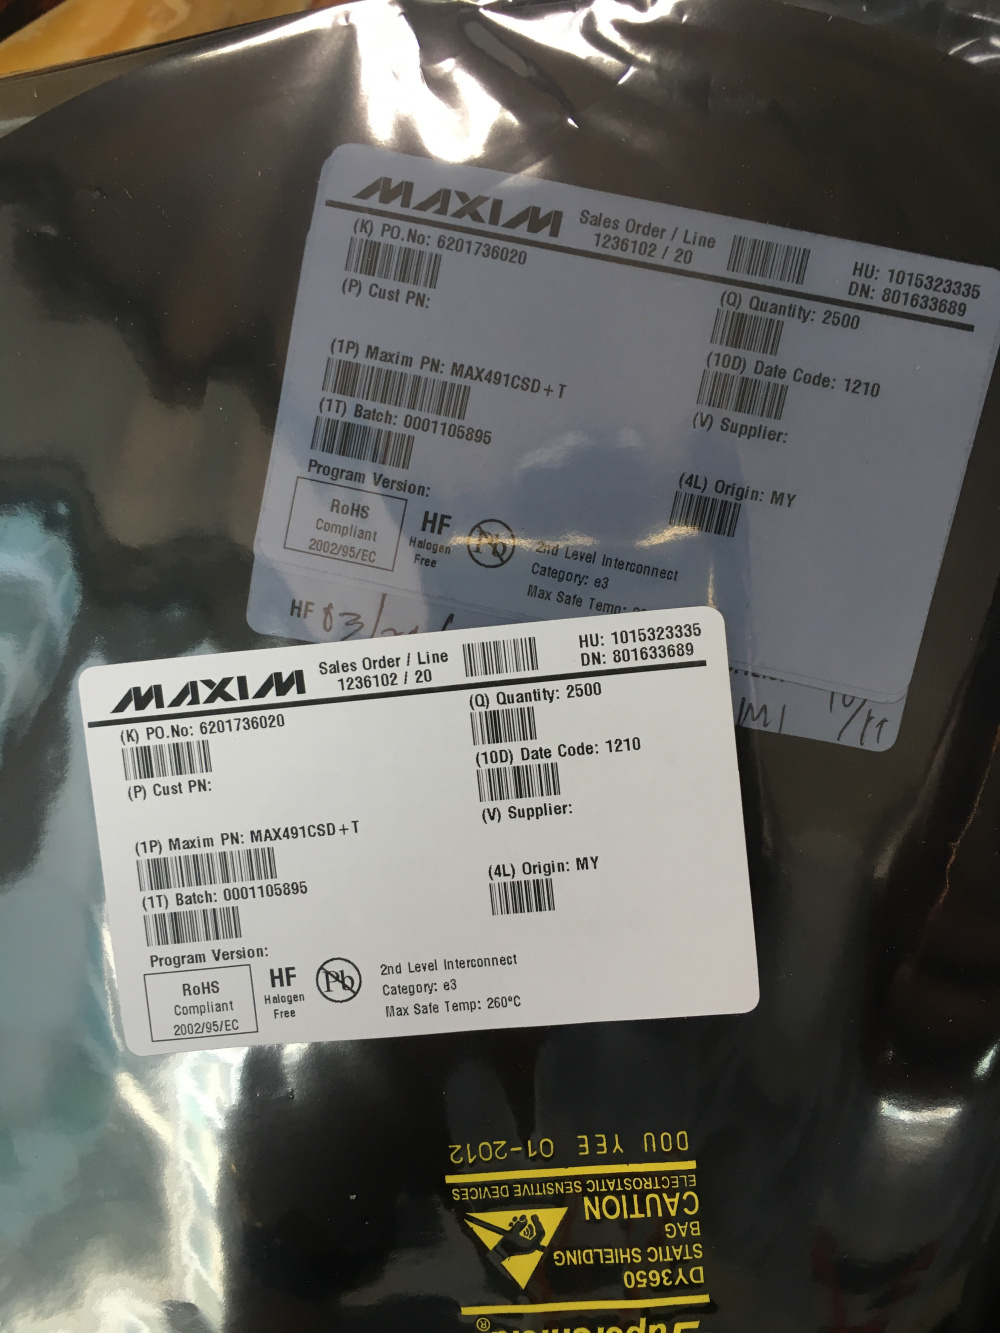 MAXIM
Sales Order / Line
1236102 / 20
HU: 1015323335
DN: 801633689
(K) PO.No: 6201736020
(Q) Quantity: 2500
(P) Cust PN:
(10D) Date Code: 1210
(1P) Maxim PN: MAX491CSD+T
(V) Supplier:
(1T) Batch: 0001105895
(4L) Origin: MY
Program Version:
RoHS
Compliant
2002/95/EC
HF
Halogen
Free
Pb
2nd Level Interconnect
Category: e3
Max Safe Temp:
HF
MAXIM
Sales Order / Line
1236102 / 20
HU: 1015323335
DN: 801633689
(K) PO.No: 6201736020
(Q) Quantity: 2500
(P) Cust PN:
(10D) Date Code: 1210
(V) Supplier:
(1P) Maxim PN: MAX491CSD+T
(1T) Batch: 0001105895
(4L) Origin: MY
Program Version:
RoHS
Compliant
2002/95/EC
HF
Halogen
Free
Pb
2nd Level Interconnect
Category: e3
Max Safe Temp: 260°C
DY3650
STATIC SHIELDING
BAG
CAUTION
ELECTROSTATIC SENSITIVE DEVICES
DOU YEE 01-2012